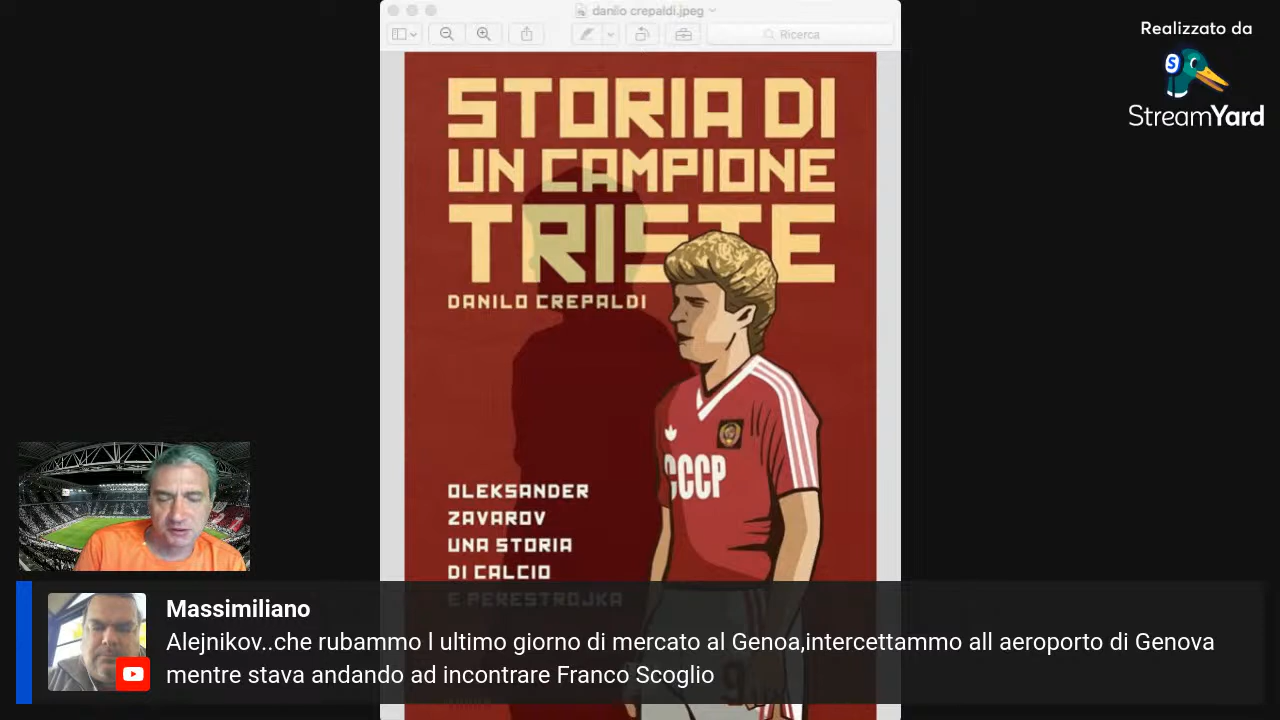 danilo crepaldi.jpeg
Ricerca
Realizzato da
StreamYard
STORIA DI
UN CAMPIONE
TRISTE
DANILO CREPALDI
CCCP
OLEKSANDER
ZAVAROV
UNA STORIA
DI CALCIO
E PERESTROJKA
9
Massimiliano
Alejnikov..che rubammo l ultimo giorno di mercato al Genoa,intercettammo all aeroporto di Genova
mentre stava andando ad incontrare Franco Scoglio